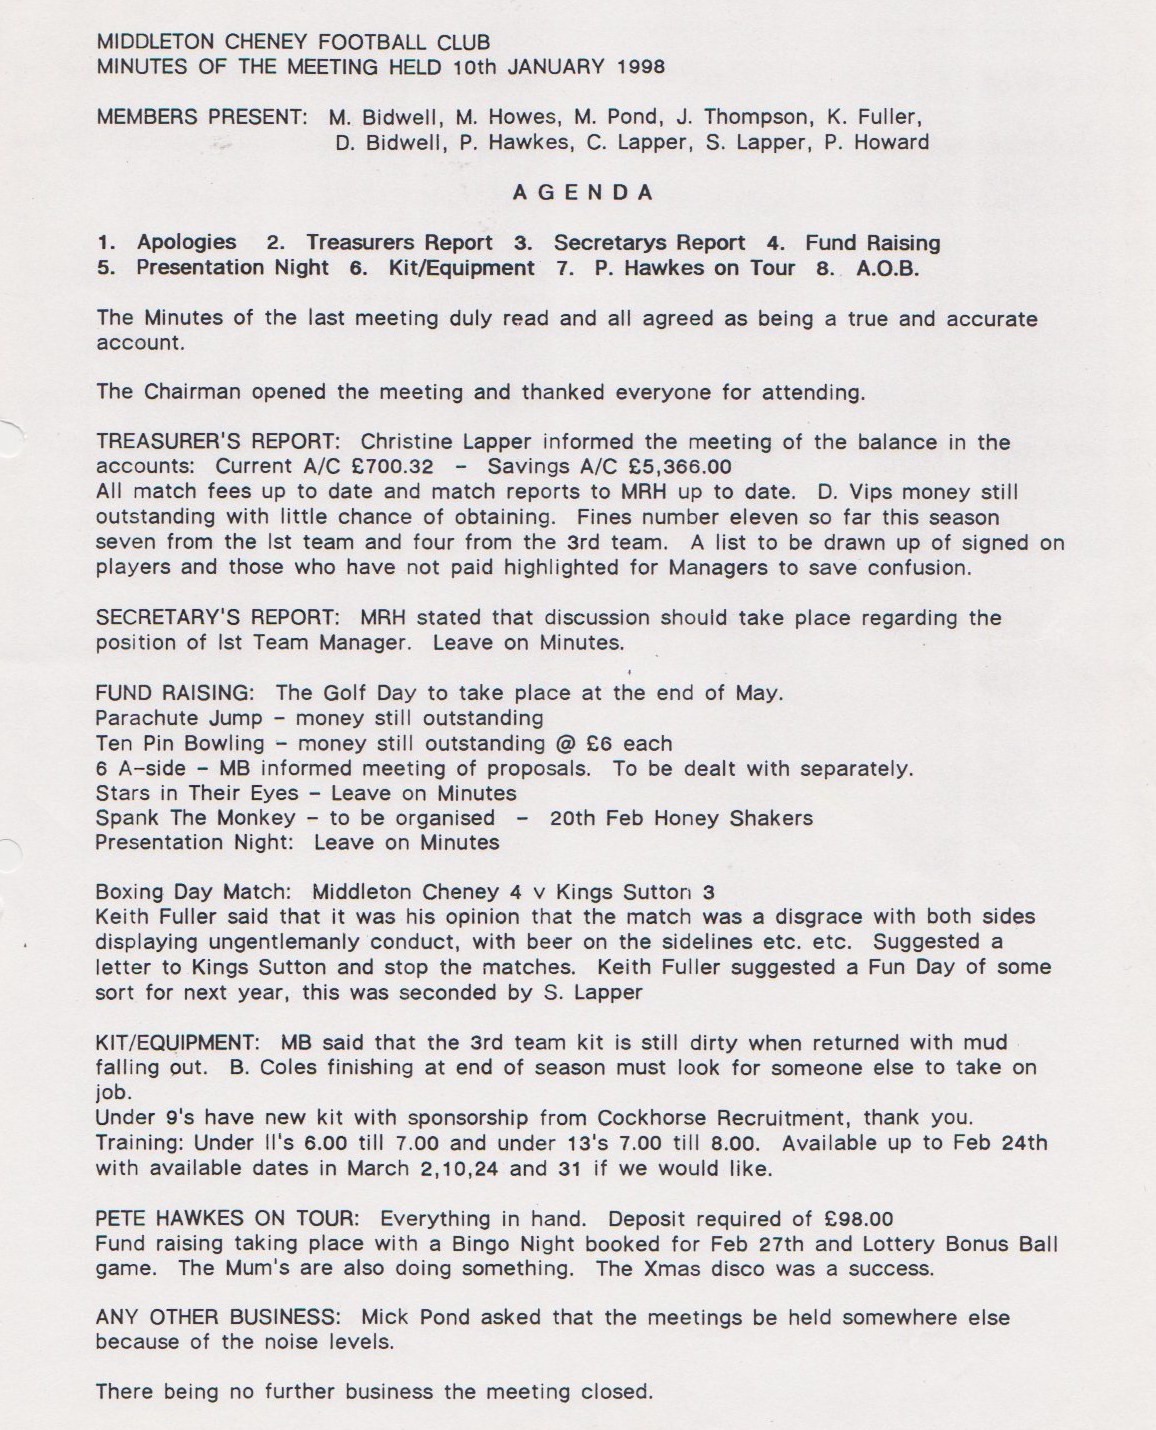 MIDDLETON CHENEY FOOTBALL CLUB
MINUTES OF THE MEETING HELD 10th JANUARY 1998
MEMBERS PRESENT: M. Bidwell, M. Howes, M. Pond, J. Thompson, K. Fuller,
D. Bidwell, P. Hawkes, C. Lapper, S. Lapper, P. Howard
A G E N D A
1. Apologies 2. Treasurers Report 3. Secretarys Report 4. Fund Raising
5. Presentation Night 6. Kit/Equipment 7. P. Hawkes on Tour 8. A.O.B.
The Minutes of the last meeting duly read and all agreed as being a true and accurate
account.
The Chairman opened the meeting and thanked everyone for attending.
TREASURER'S REPORT: Christine Lapper informed the meeting of the balance in the
accounts: Current A/C £700.32 - Savings A/C £5,366.00
All match fees up to date and match reports to MRH up to date. D. Vips money still
outstanding with little chance of obtaining. Fines number eleven so far this season
seven from the Ist team and four from the 3rd team. A list to be drawn up of signed on
players and those who have not paid highlighted for Managers to save confusion.
SECRETARY'S REPORT: MRH stated that discussion should take place regarding the
position of Ist Team Manager. Leave on Minutes.
FUND RAISING: The Golf Day to take place at the end of May.
Parachute Jump - money still outstanding
Ten Pin Bowling - money still outstanding @ £6 each
6 A-side - MB informed meeting of proposals. To be dealt with separately.
Stars in Their Eyes - Leave on Minutes
Spank The Monkey - to be organised - 20th Feb Honey Shakers
Presentation Night: Leave on Minutes
Boxing Day Match: Middleton Cheney 4 v Kings Sutton 3
Keith Fuller said that it was his opinion that the match was a disgrace with both sides
displaying ungentlemanly conduct, with beer on the sidelines etc. etc. Suggested a
letter to Kings Sutton and stop the matches. Keith Fuller suggested a Fun Day of some
sort for next year, this was seconded by S. Lapper
KIT/EQUIPMENT: MB said that the 3rd team kit is still dirty when returned with mud
falling out. B. Coles finishing at end of season must look for someone else to take on
job.
Under 9's have new kit with sponsorship from Cockhorse Recruitment, thank you.
Training: Under II's 6.00 till 7.00 and under 13's 7.00 till 8.00. Available up to Feb 24th
with available dates in March 2,10,24 and 31 if we would like.
PETE HAWKES ON TOUR: Everything in hand. Deposit required of £98.00
Fund raising taking place with a Bingo Night booked for Feb 27th and Lottery Bonus Ball
game. The Mum's are also doing something. The Xmas disco was a success.
ANY OTHER BUSINESS: Mick Pond asked that the meetings be held somewhere else
because of the noise levels.
There being no further business the meeting closed.